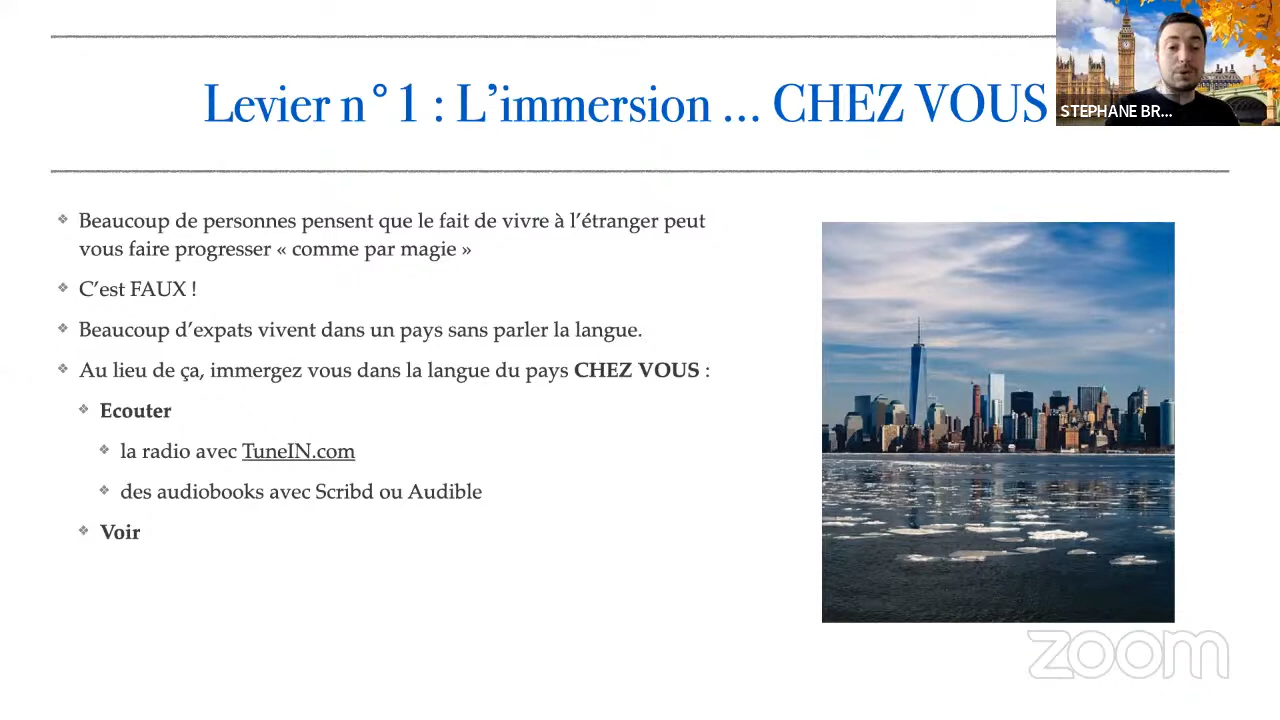 Levier n°1 : L'immersion ... CHEZ VOUS
STEPHANE BR...
❖ Beaucoup de personnes pensent que le fait de vivre à l'étranger peut
vous faire progresser « comme par magie »
❖ C'est FAUX !
❖ Beaucoup d'expats vivent dans un pays sans parler la langue.
❖ Au lieu de ça, immergez vous dans la langue du pays CHEZ VOUS :
❖ Ecouter
❖ la radio avec TuneIN.com
❖ des audiobooks avec Scribd ou Audible
❖ Voir
zoom